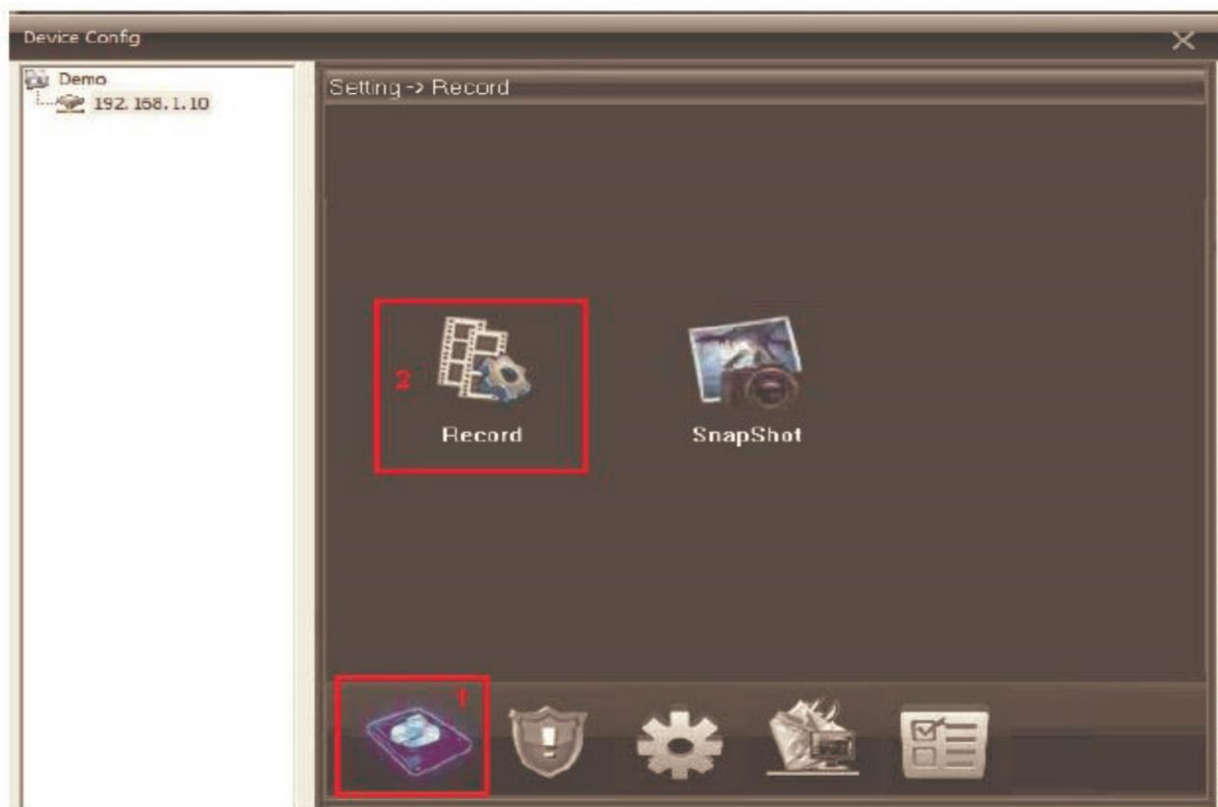 Device Config
Demo
192.168.1.10
Setting -> Record
2
Record
SnapShot
1